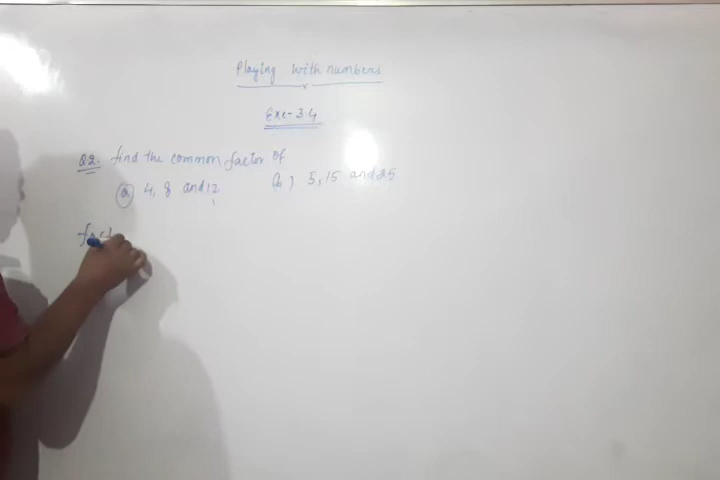 Playing with numbers
Exe-3.4
Q2. find the common factor of
(a) 4, 8 and 12 (b) 5, 15 and 25
fact